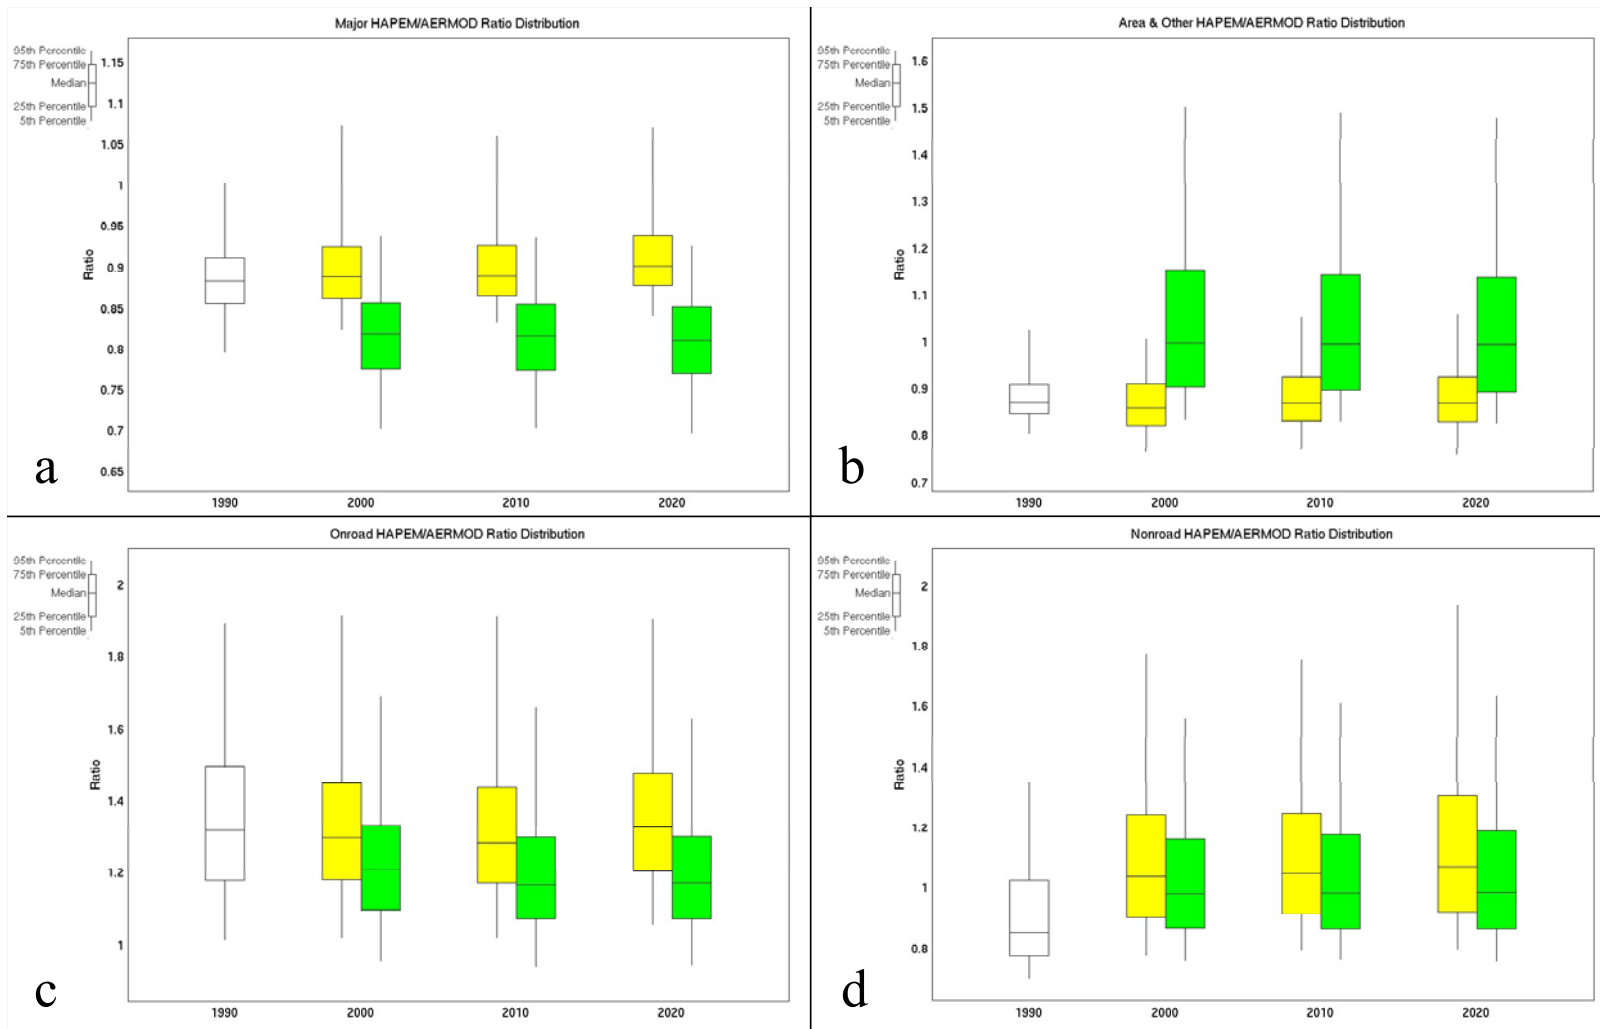 Major HAPEM/AERMOD Ratio Distribution
95th Percentile
75th Percentile
Median
25th Percentile
5th Percentile
1.15
1.1
1.05
1
0.95
0.9
0.85
0.8
0.75
0.7
0.65
Ratio
a
1990 2000 2010 2020
Area & Other HAPEM/AERMOD Ratio Distribution
95th Percentile
75th Percentile
Median
25th Percentile
5th Percentile
1.6
1.5
1.4
1.3
1.2
1.1
1
0.9
0.8
0.7
Ratio
b
1990 2000 2010 2020
Onroad HAPEM/AERMOD Ratio Distribution
95th Percentile
75th Percentile
Median
25th Percentile
5th Percentile
2
1.8
1.6
1.4
1.2
1
Ratio
c
1990 2000 2010 2020
Nonroad HAPEM/AERMOD Ratio Distribution
95th Percentile
75th Percentile
Median
25th Percentile
5th Percentile
2
1.8
1.6
1.4
1.2
1
0.8
Ratio
d
1990 2000 2010 2020